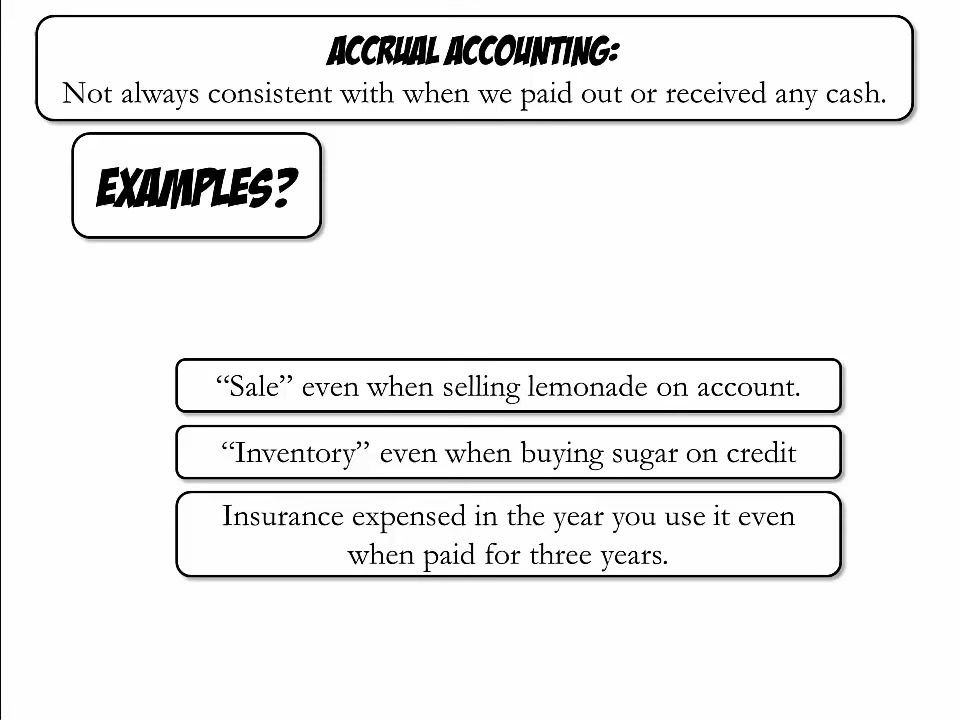 ACCRUAL ACCOUNTING:
Not always consistent with when we paid out or received any cash.
EXAMPLES?
“Sale” even when selling lemonade on account.
“Inventory” even when buying sugar on credit
Insurance expensed in the year you use it even
when paid for three years.